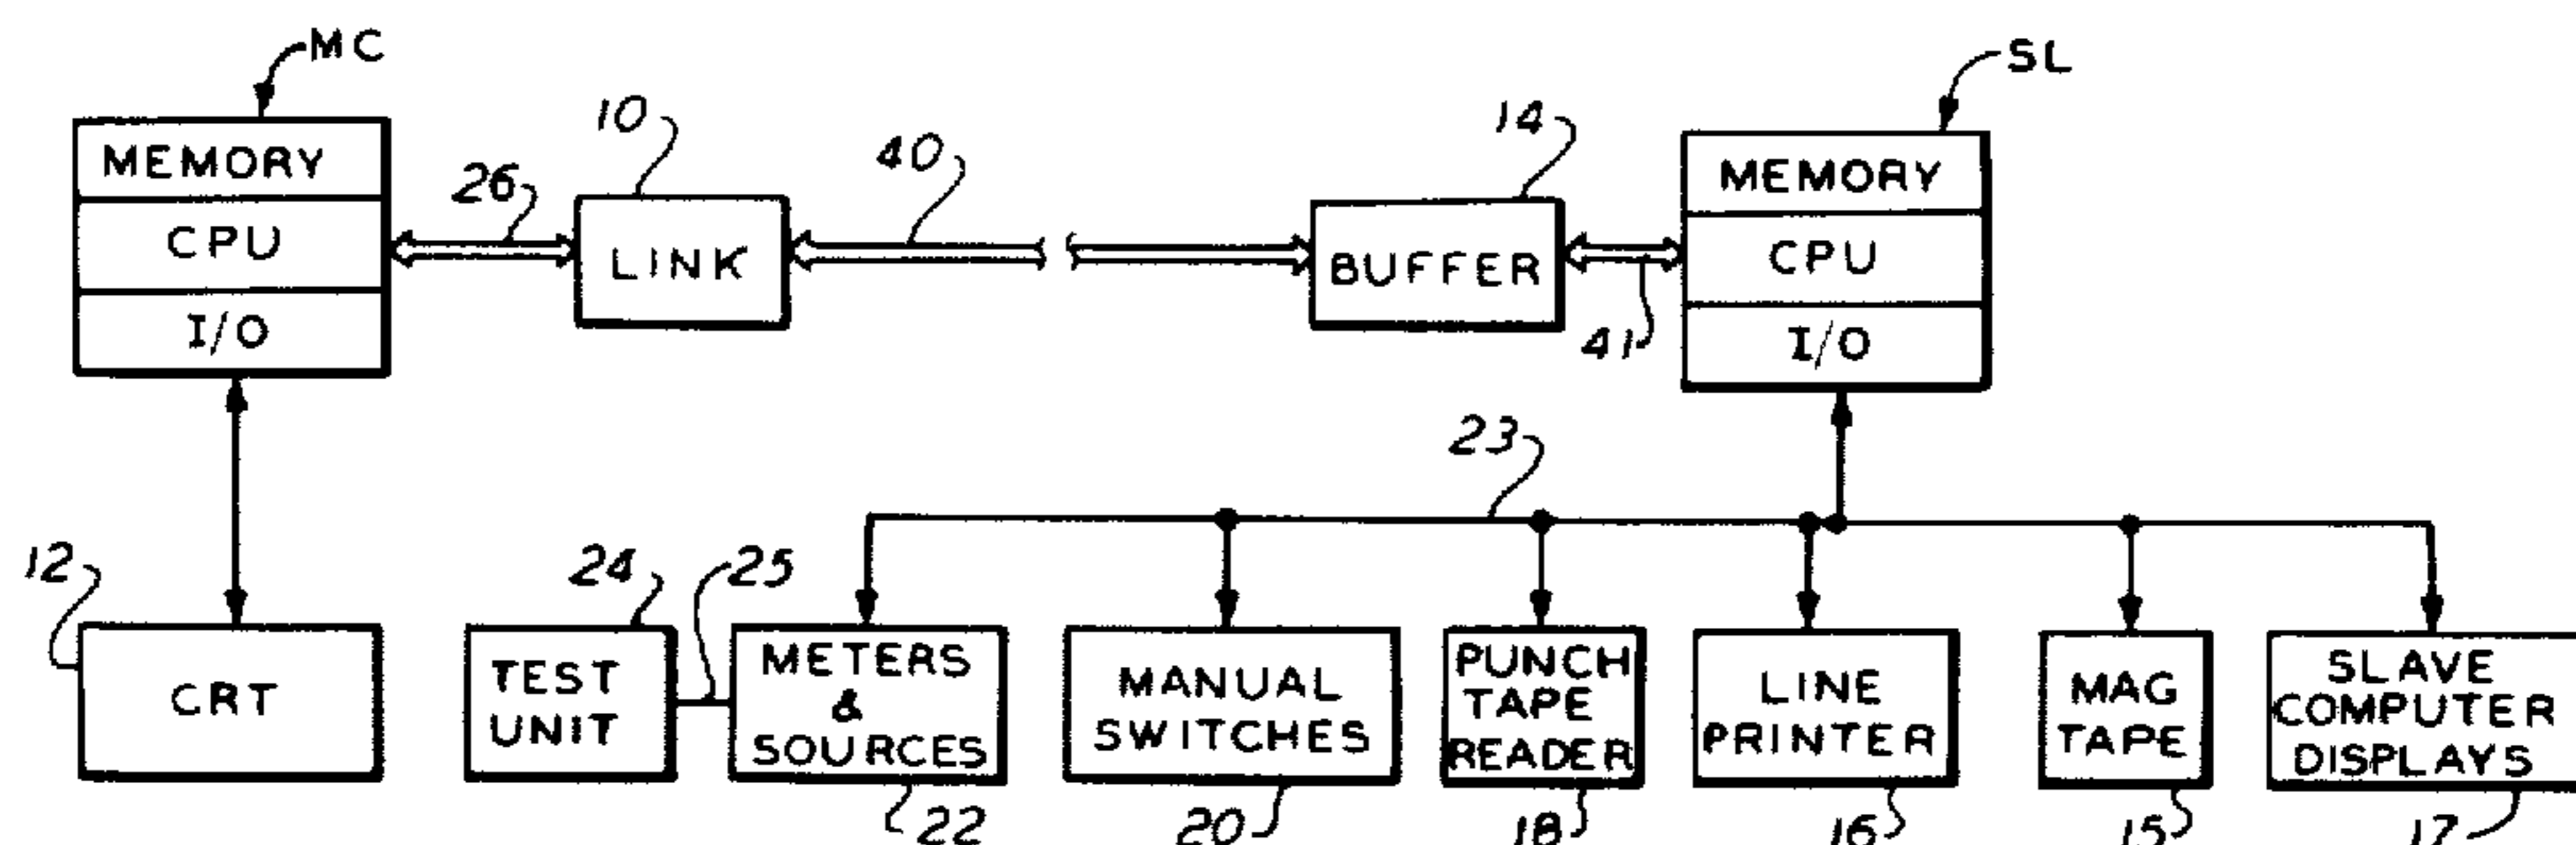 MC
SL
10
14
40
26
MEMORY
CPU
I/O
LINK
BUFFER
MEMORY
CPU
I/O
41
23
12
24
25
CRT
TEST
UNIT
METERS
&
SOURCES
MANUAL
SWITCHES
PUNCH
TAPE
READER
LINE
PRINTER
MAG
TAPE
SLAVE
COMPUTER
DISPLAYS
22
20
18
16
15
17